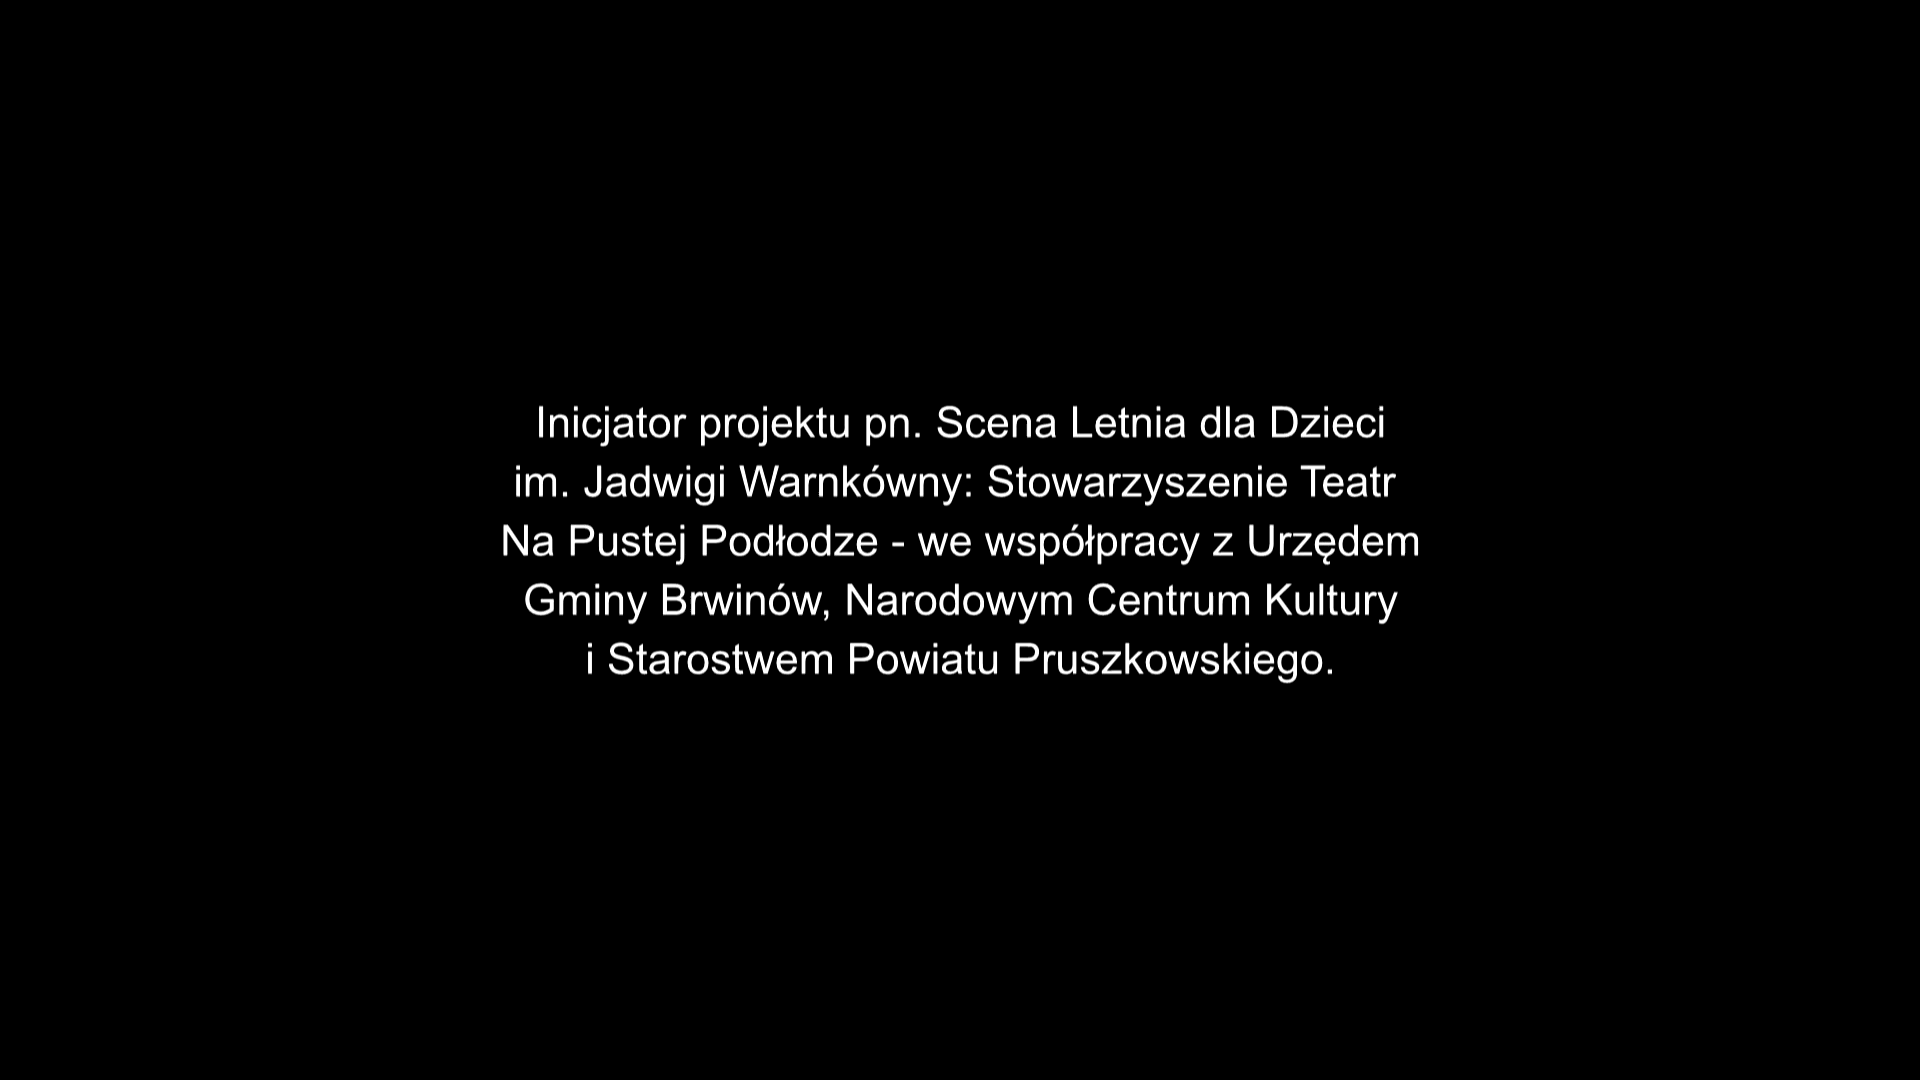 Inicjator projektu pn. Scena Letnia dla Dzieci
im. Jadwigi Warnkówny: Stowarzyszenie Teatr
Na Pustej Podłodze - we współpracy z Urzędem
Gminy Brwinów, Narodowym Centrum Kultury
i Starostwem Powiatu Pruszkowskiego.